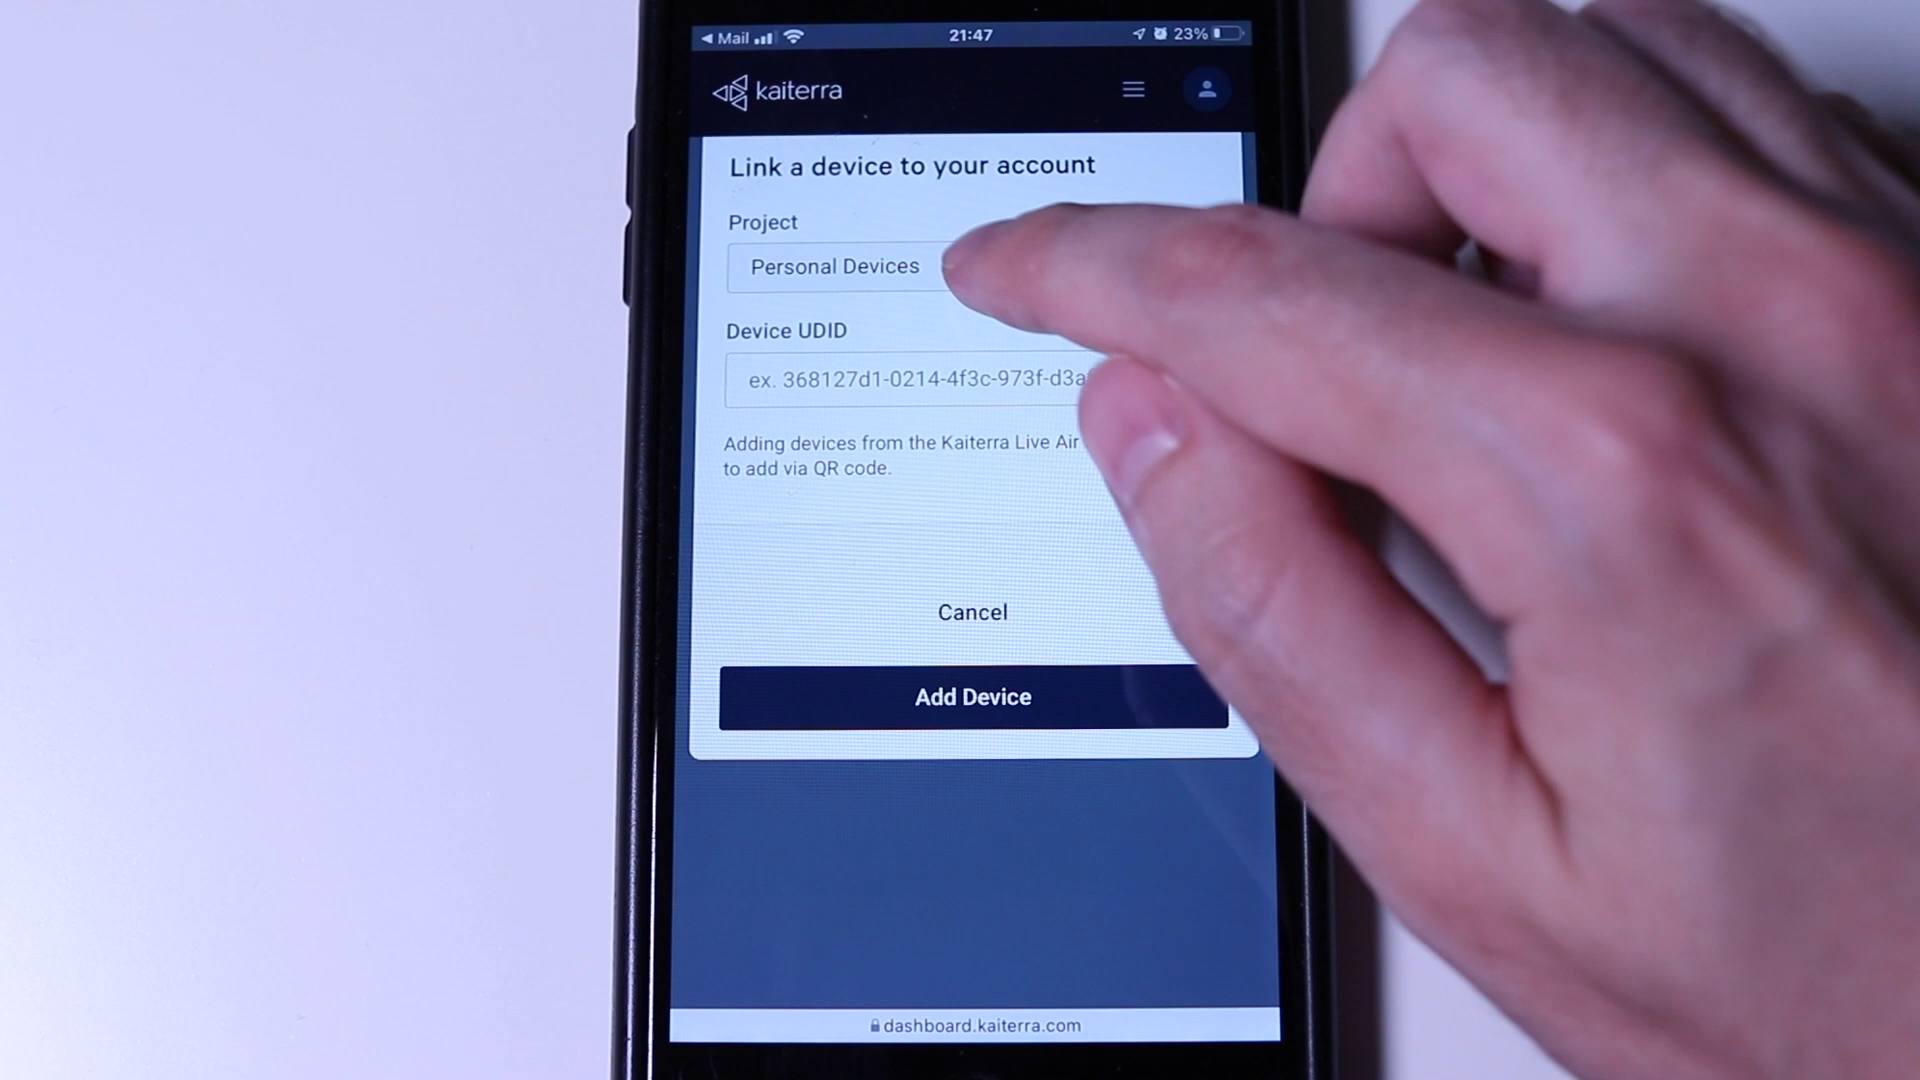 Mail 21:47 23%
kaiterra
Link a device to your account
Project
Personal Devices
Device UDID
ex. 368127d1-0214-4f3c-973f-d3a
Adding devices from the Kaiterra Live Air
to add via QR code.
Cancel
Add Device
dashboard.kaiterra.com